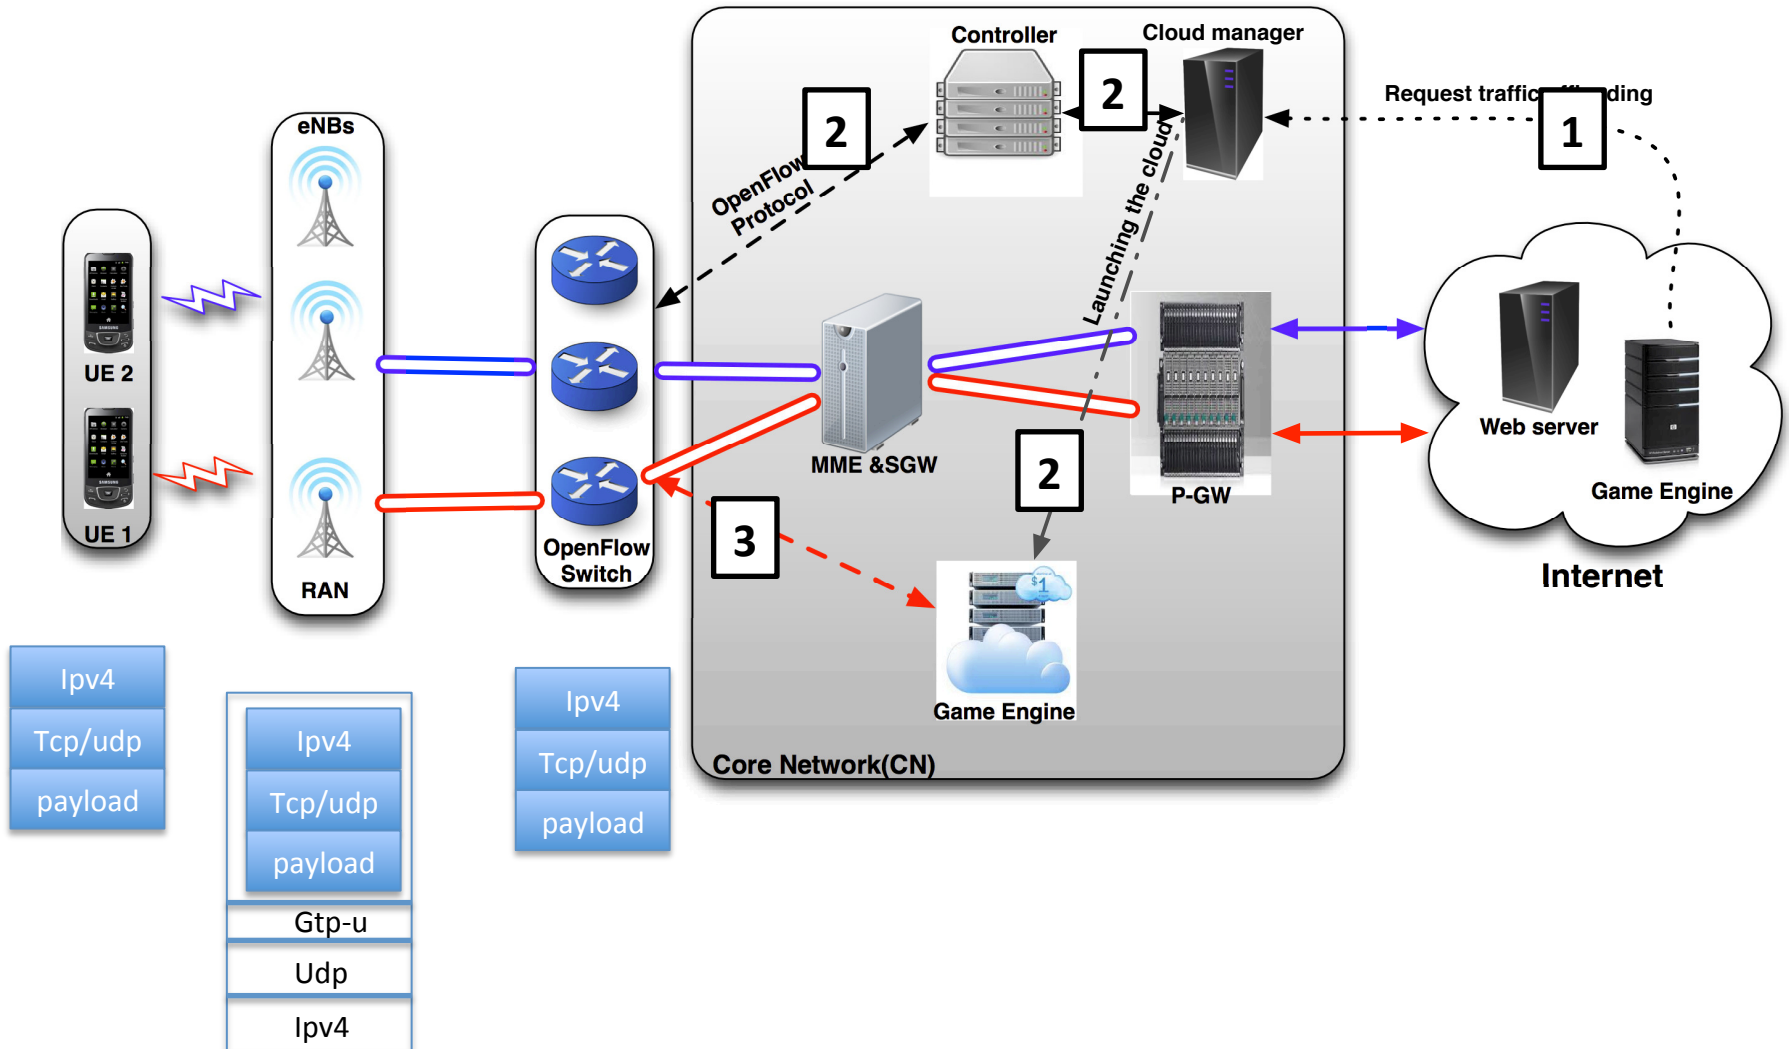 Controller
Cloud manager
2
2
Request traffic
ding
1
eNBs
OpenFlow
Protocol
Launching the cloud
UE 2
UE 1
RAN
OpenFlow
Switch
MME &SGW
P-GW
2
3
Web server
Game Engine
Internet
$1
Game Engine
Core Network(CN)
Ipv4
Tcp/udp
payload
Ipv4
Tcp/udp
payload
Gtp-u
Udp
Ipv4
Ipv4
Tcp/udp
payload